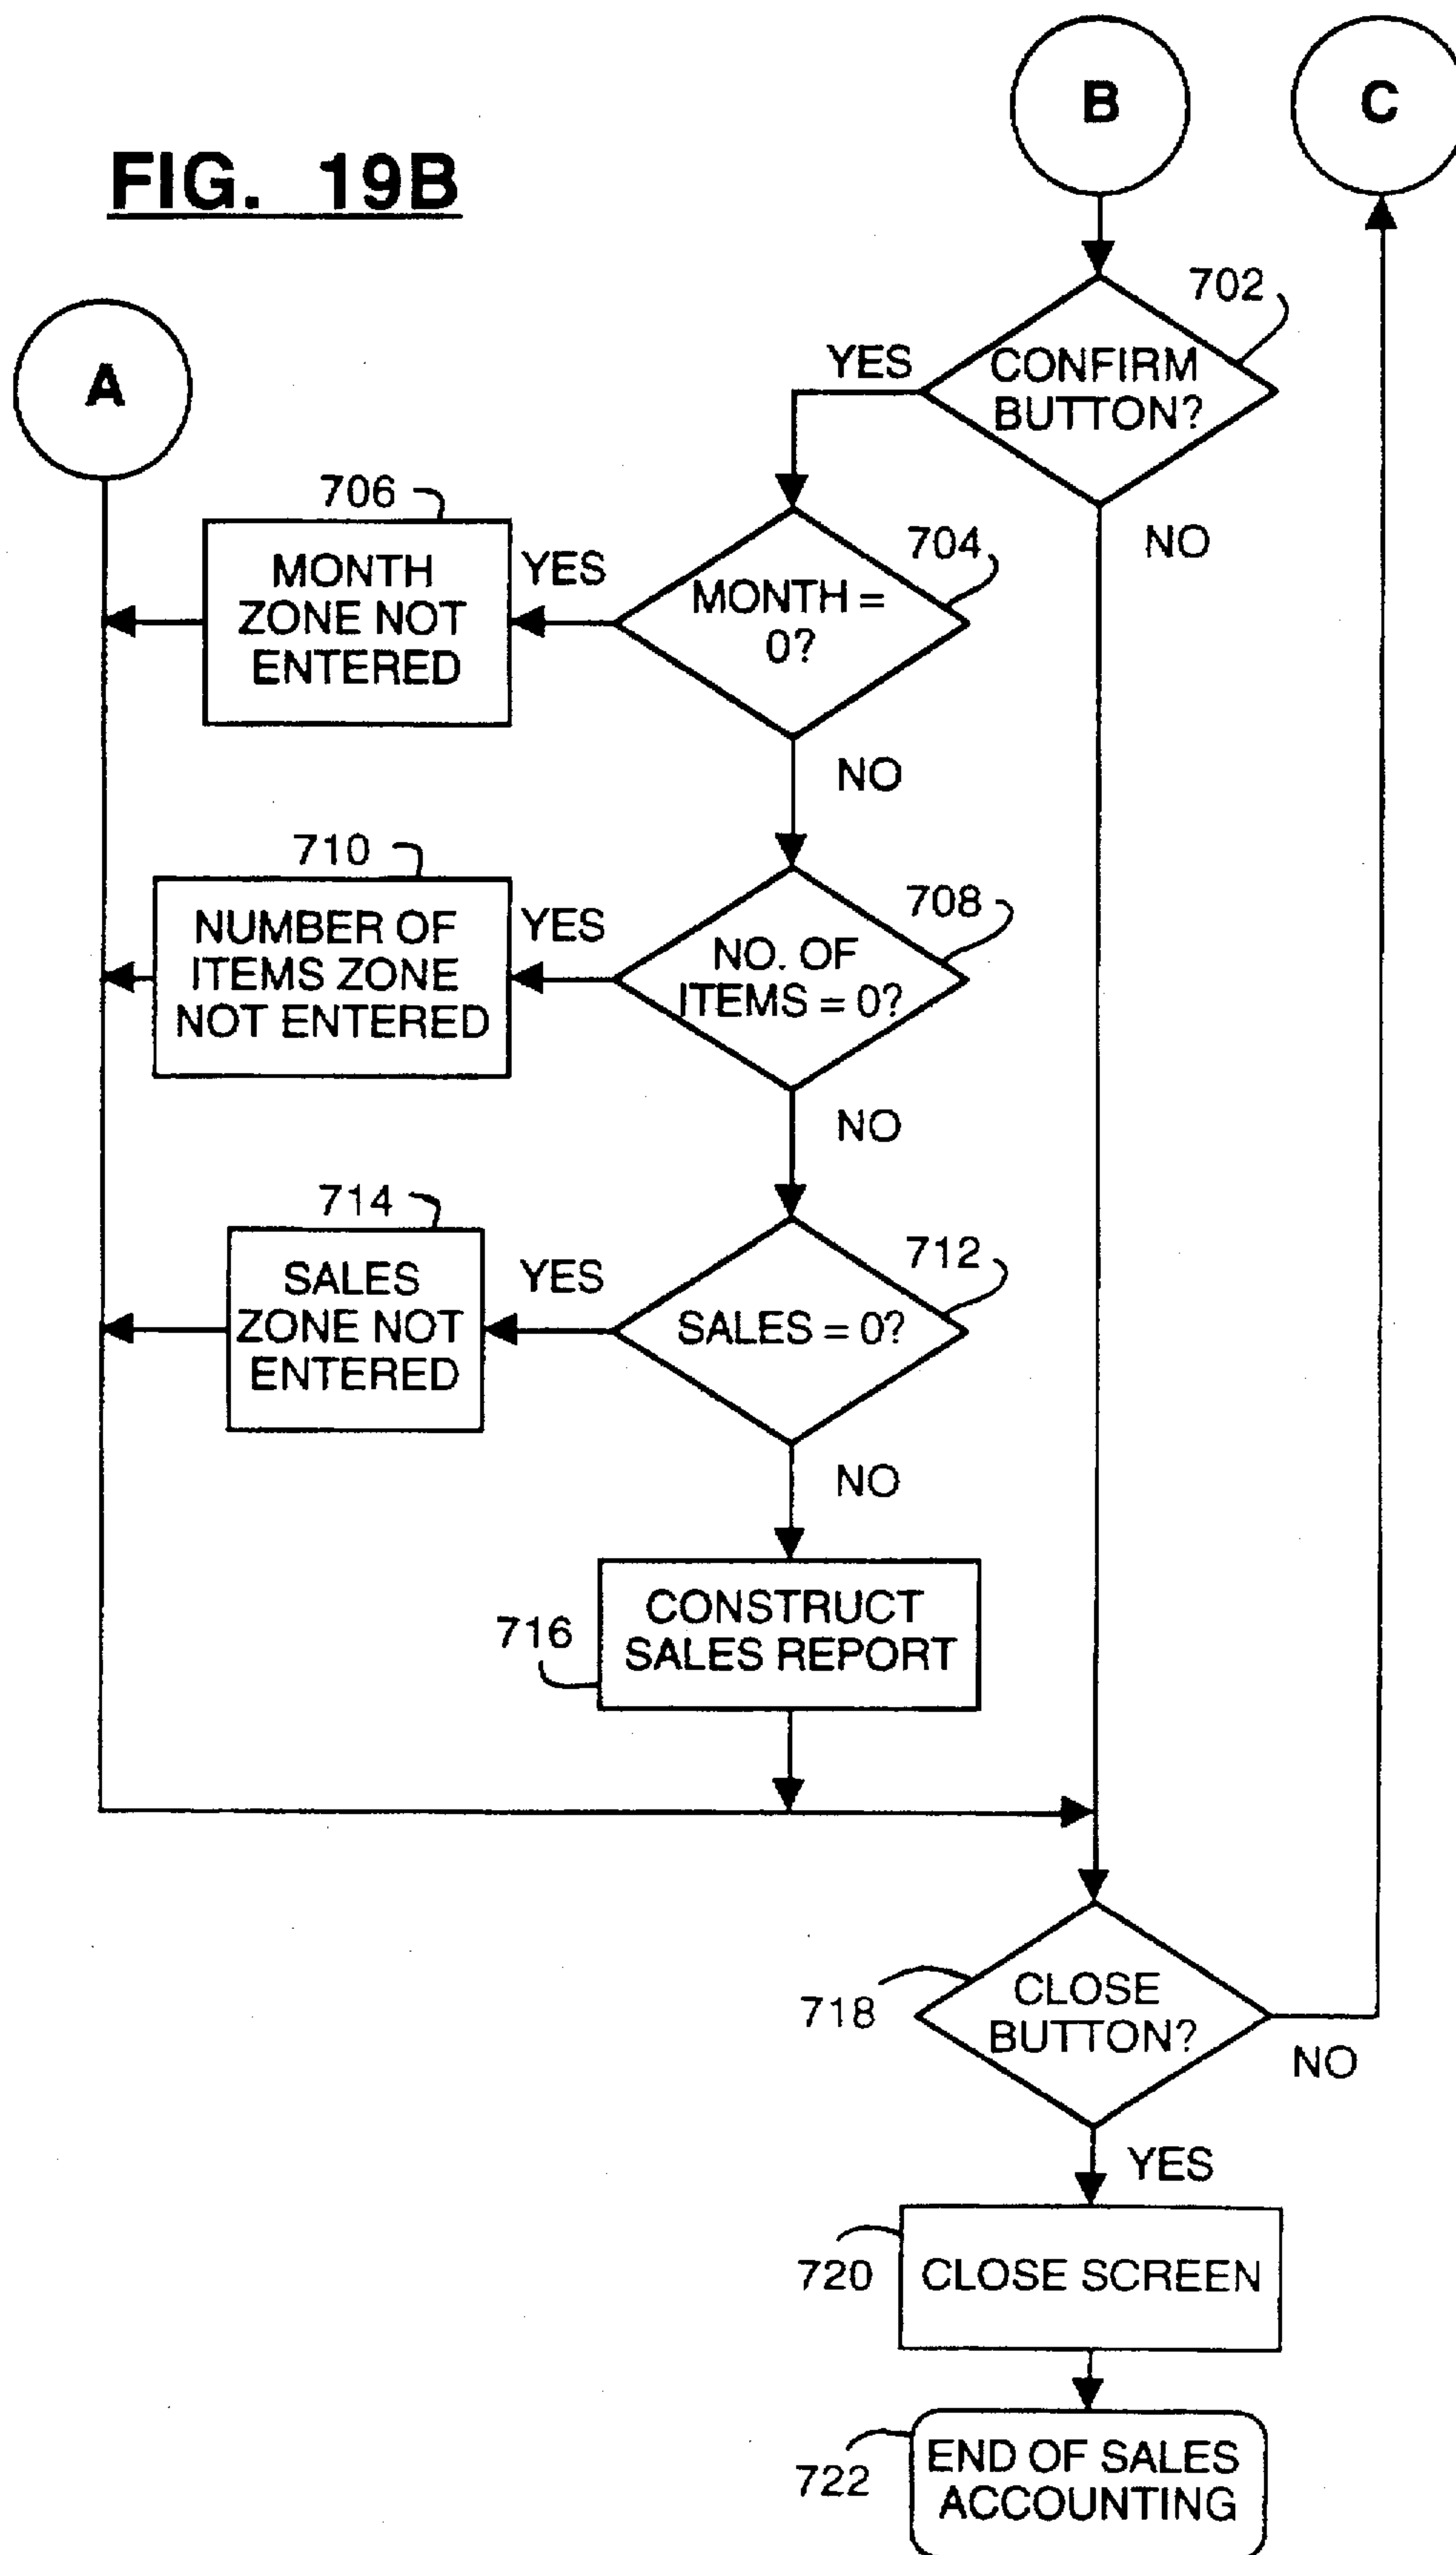 B
C
FIG. 19B
702
CONFIRM
BUTTON?
YES
NO
A
706
MONTH
ZONE NOT
ENTERED
YES
704
MONTH =
0?
NO
710
NUMBER OF
ITEMS ZONE
NOT ENTERED
YES
708
NO. OF
ITEMS = 0?
NO
714
SALES
ZONE NOT
ENTERED
YES
712
SALES = 0?
NO
716
CONSTRUCT
SALES REPORT
718
CLOSE
BUTTON?
NO
YES
720
CLOSE SCREEN
722
END OF SALES
ACCOUNTING